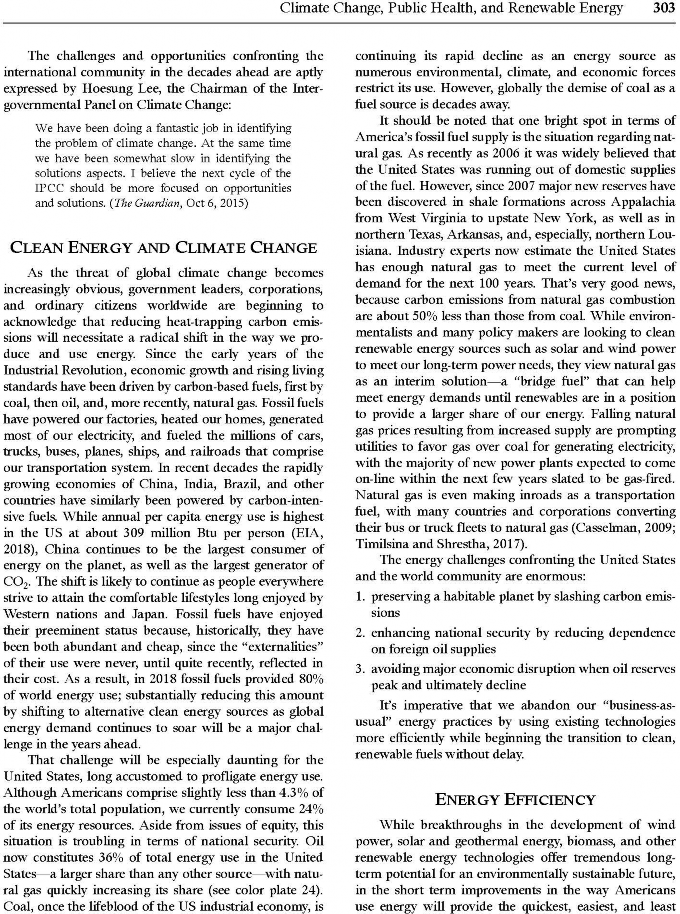 Climate Change, Public Health, and Renewable Energy 303
The challenges and opportunities confronting the
international community in the decades ahead are aptly
expressed by Hoesung Lee, the Chairman of the Inter-
governmental Panel on Climate Change:
We have been doing a fantastic job in identifying
the problem of climate change. At the same time
we have been somewhat slow in identifying the
solutions aspects. I believe the next cycle of the
IPCC should be more focused on opportunities
and solutions. (The Guardian, Oct 6, 2015)
CLEAN ENERGY AND CLIMATE CHANGE
As the threat of global climate change becomes
increasingly obvious, government leaders, corporations,
and ordinary citizens worldwide are beginning to
acknowledge that reducing heat-trapping carbon emis-
sions will necessitate a radical shift in the way we pro-
duce and use energy. Since the early years of the
Industrial Revolution, economic growth and rising living
standards have been driven by carbon-based fuels, first by
coal, then oil, and, more recently, natural gas. Fossil fuels
have powered our factories, heated our homes, generated
most of our electricity, and fueled the millions of cars,
trucks, buses, planes, ships, and railroads that comprise
our transportation system. In recent decades the rapidly
growing economies of China, India, Brazil, and other
countries have similarly been powered by carbon-inten-
sive fuels. While annual per capita energy use is highest
in the US at about 309 million Btu per person (EIA,
2018), China continues to be the largest consumer of
energy on the planet, as well as the largest generator of
CO₂. The shift is likely to continue as people everywhere
strive to attain the comfortable lifestyles long enjoyed by
Western nations and Japan. Fossil fuels have enjoyed
their preeminent status because, historically, they have
been both abundant and cheap, since the “externalities”
of their use were never, until quite recently, reflected in
their cost. As a result, in 2018 fossil fuels provided 80%
of world energy use; substantially reducing this amount
by shifting to alternative clean energy sources as global
energy demand continues to soar will be a major chal-
lenge in the years ahead.
That challenge will be especially daunting for the
United States, long accustomed to profligate energy use.
Although Americans comprise slightly less than 4.3% of
the world’s total population, we currently consume 24%
of its energy resources. Aside from issues of equity, this
situation is troubling in terms of national security. Oil
now constitutes 36% of total energy use in the United
States—a larger share than any other source—with natu-
ral gas quickly increasing its share (see color plate 24).
Coal, once the lifeblood of the US industrial economy, is
continuing its rapid decline as an energy source as
numerous environmental, climate, and economic forces
restrict its use. However, globally the demise of coal as a
fuel source is decades away.
It should be noted that one bright spot in terms of
America’s fossil fuel supply is the situation regarding nat-
ural gas. As recently as 2006 it was widely believed that
the United States was running out of domestic supplies
of the fuel. However, since 2007 major new reserves have
been discovered in shale formations across Appalachia
from West Virginia to upstate New York, as well as in
northern Texas, Arkansas, and, especially, northern Lou-
isiana. Industry experts now estimate the United States
has enough natural gas to meet the current level of
demand for the next 100 years. That’s very good news,
because carbon emissions from natural gas combustion
are about 50% less than those from coal. While environ-
mentalists and many policy makers are looking to clean
renewable energy sources such as solar and wind power
to meet our long-term power needs, they view natural gas
as an interim solution—a “bridge fuel” that can help
meet energy demands until renewables are in a position
to provide a larger share of our energy. Falling natural
gas prices resulting from increased supply are prompting
utilities to favor gas over coal for generating electricity,
with the majority of new power plants expected to come
on-line within the next few years slated to be gas-fired.
Natural gas is even making inroads as a transportation
fuel, with many countries and corporations converting
their bus or truck fleets to natural gas (Casselman, 2009;
Timilsina and Shrestha, 2017).
The energy challenges confronting the United States
and the world community are enormous:
1. preserving a habitable planet by slashing carbon emis-
sions
2. enhancing national security by reducing dependence
on foreign oil supplies
3. avoiding major economic disruption when oil reserves
peak and ultimately decline
It’s imperative that we abandon our “business-as-
usual” energy practices by using existing technologies
more efficiently while beginning the transition to clean,
renewable fuels without delay.
ENERGY EFFICIENCY
While breakthroughs in the development of wind
power, solar and geothermal energy, biomass, and other
renewable energy technologies offer tremendous long-
term potential for an environmentally sustainable future,
in the short term improvements in the way Americans
use energy will provide the quickest, easiest, and least